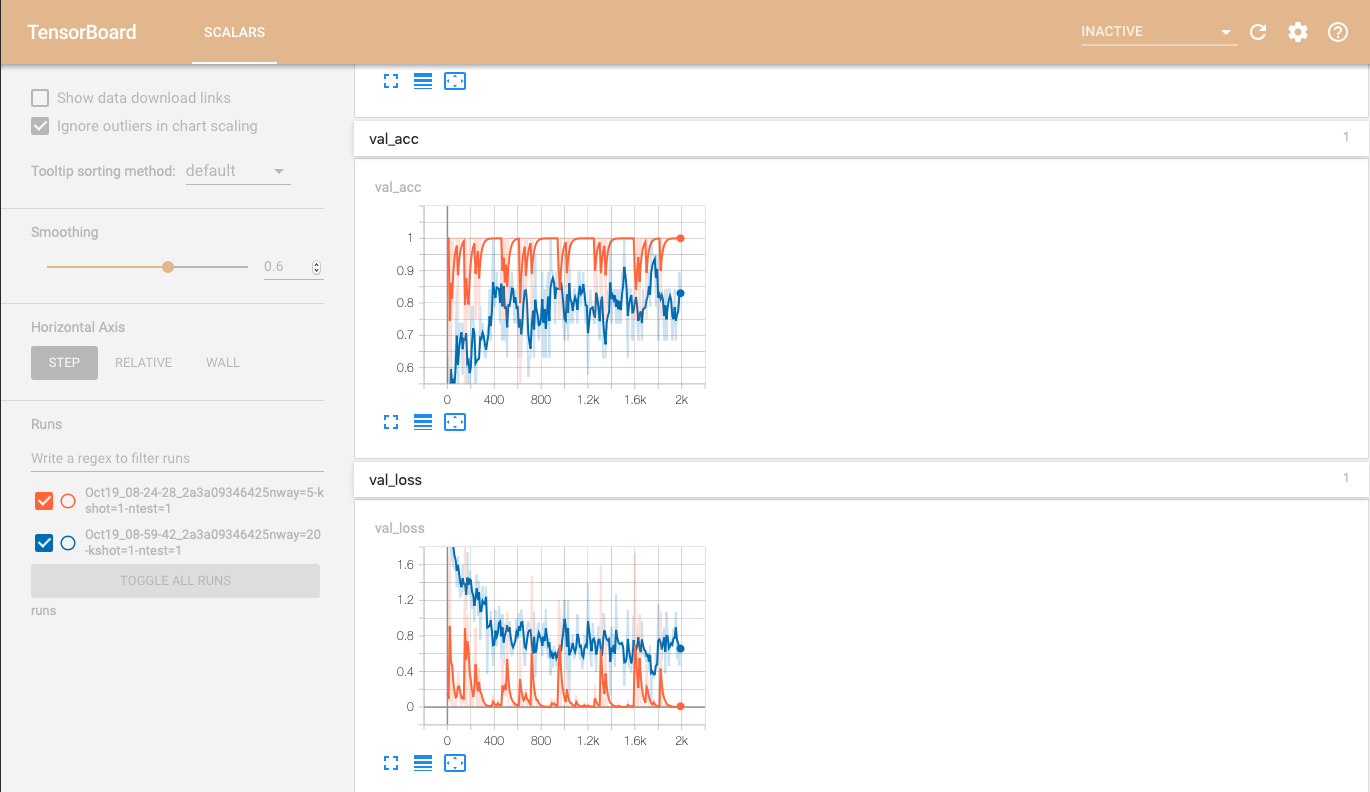 TensorBoard
SCALARS
INACTIVE
Show data download links
Ignore outliers in chart scaling
Tooltip sorting method: default
Smoothing
0.6
Horizontal Axis
STEP RELATIVE WALL
Runs
Write a regex to filter runs
Oct19_08-24-28_2a3a09346425nway=5-k
shot=1-ntest=1
Oct19_08-59-42_2a3a09346425nway=20
-kshot=1-ntest=1
TOGGLE ALL RUNS
runs
val_acc 1
val_acc
1
0.9
0.8
0.7
0.6
0 400 800 1.2k 1.6k 2k
val_loss 1
val_loss
1.6
1.2
0.8
0.4
0
0 400 800 1.2k 1.6k 2k